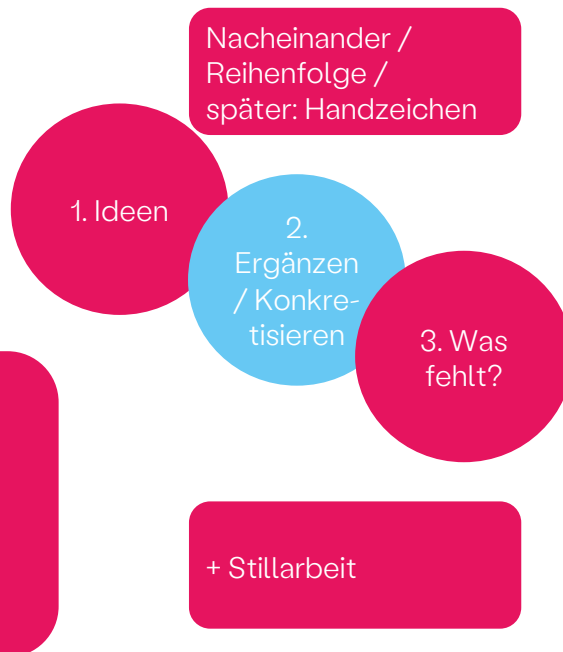 Nacheinander /
Reihenfolge /
später: Handzeichen
1. Ideen
2.
Ergänzen
/ Konkre-
tisieren
3. Was
fehlt?
+ Stillarbeit